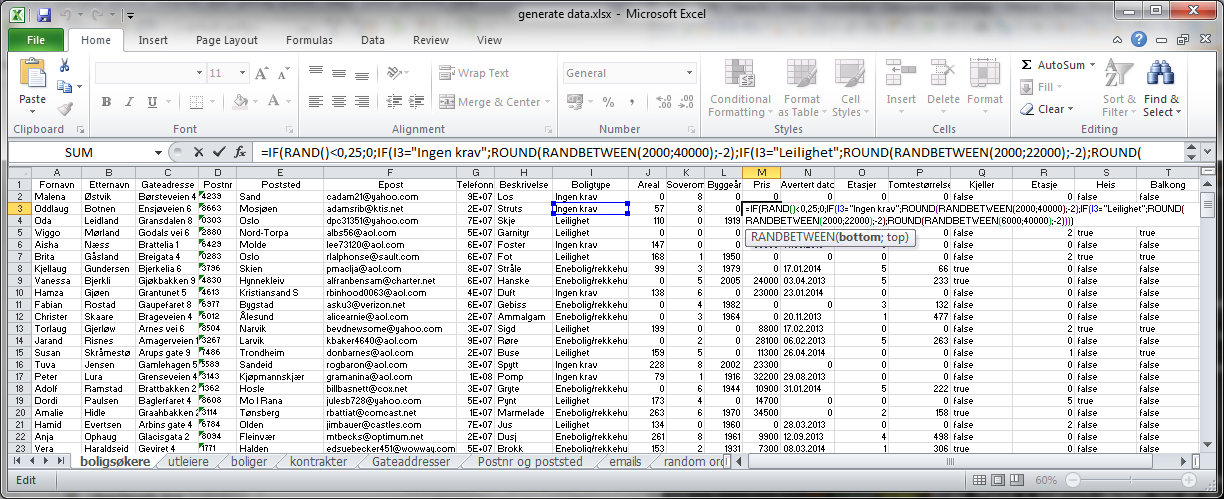 generate data.xlsx - Microsoft Excel
File Home Insert Page Layout Formulas Data Review View
Paste
11
B I U
A A
Wrap Text
Merge & Center
General
% ,
Conditional Formatting
Format as Table
Cell Styles
Insert Delete Format
Σ AutoSum
Fill
Clear
Sort & Filter
Find & Select
Clipboard Font Alignment Number Styles Cells Editing
SUM fx =IF(RAND()<0,25;0;IF(I3="Ingen krav";ROUND(RANDBETWEEN(2000;40000);-2);IF(I3="Leilighet";ROUND(RANDBETWEEN(2000;22000);-2);ROUND(
A B C D E F G H I J K L M N O P Q R S T
1 Fornavn Etternavn Gateadresse Postnr Poststed Epost Telefonn Beskrivelse Boligtype Areal Soverom Byggeår Pris Avertert dato Etasjer Tomtestørrelse Kjeller Etasje Heis Balkong
2 Malena Østvik Børsteveien 4 4239 Sand cadam21@yahoo.com 9E+07 Los Ingen krav 0 8 0 0 0 0 0 false 0 false false
3 Oddlaug Botnen Ensjøveien 6 8663 Mosjøen adamsrib@ktis.net 2E+07 Struts Ingen krav 57 8 0 =IF(RAND()<0,25;0;IF(I3="Ingen krav";ROUND(RANDBETWEEN(2000;40000);-2);IF(I3="Leilighet";ROUND(
4 Oda Leidland Gransdalen 8 0383 Oslo dpc31351@yahoo.com 7E+07 Skje Leilighet 110 0 1919 RANDBETWEEN(2000;22000);-2);ROUND(RANDBETWEEN(6000;40000);-2))))
RANDBETWEEN(bottom; top)
5 Wiggo Mørland Godals vei 6 2880 Nord-Torpa albs56@aol.com 5E+07 Garnityr Leilighet 0 false 2 true true
6 Aisha Næss Brattelia 1 6429 Molde lee73120@aol.com 6E+07 Foster Ingen krav 147 0 false 0 false false
7 Brita Gåsland Breigata 4 0283 Oslo rlalphonse@sault.com 6E+07 Fot Leilighet 168 1 1950 0 0 0 0 false 2 false true
8 Kjellaug Gundersen Bjerkelia 6 3796 Skien pmaclja@aol.com 8E+07 Stråle Enebolig/rekkehu 99 3 1979 0 17.01.2014 5 66 true 0 false false
9 Vanessa Bjerkli Gjøkbakken 9 4830 Hynnekleiv alfranbensam@charter.net 6E+07 Hanske Enebolig/rekkehu 0 5 2005 24000 03.04.2013 5 233 true 0 false false
10 Hamza Gjøen Grantunet 5 4613 Kristiansand S rbinhood0063@aol.com 4E+07 Duft Ingen krav 138 6 0 23000 23.01.2014 0 0 false 0 false false
11 Fabian Rostad Gaupefaret 8 6977 Bygstad asku3@verizon.net 6E+07 Gebiss Enebolig/rekkehu 0 4 1982 0 0 3 132 false 0 false false
12 Christer Skaare Brageveien 4 6012 Ålesund alicearnie@aol.com 2E+07 Ammalgam Enebolig/rekkehu 0 3 1964 0 20.11.2013 1 477 false 0 false false
13 Torlaug Gjerløw Arnes vei 6 8504 Narvik bevdnewsome@yahoo.com 3E+07 Sigd Leilighet 199 0 0 8800 17.02.2013 0 0 false 2 true true
14 Jarand Risnes Amagerveien 1 3267 Larvik kbaker4640@aol.com 9E+07 Røre Enebolig/rekkehu 0 2 0 28100 06.02.2013 5 263 false 0 false false
15 Susan Skråmestø Arups gate 9 7486 Trondheim donbarnes@aol.com 2E+07 Buse Leilighet 159 5 0 11300 26.04.2014 0 0 false 1 false true
16 Tuva Jensen Gamlehagen 5 5589 Sandeid rogbaron@aol.com 5E+07 Spytt Ingen krav 228 8 2002 23300 0 0 0 false 0 false false
17 Peter Lura Grenseveien 4 3143 Kjøpmannskjær gramanina@aol.com 1E+08 Pomp Ingen krav 79 1 1916 32200 29.08.2013 0 0 false 0 false false
18 Adolf Ramstad Brattbakken 2 1362 Hosle billbasnett@cox.net 3E+07 Gryte Enebolig/rekkehu 0 6 1944 10900 31.01.2014 5 222 true 0 false false
19 Dordi Paulsen Baglerfaret 4 8608 Mo I Rana julesb728@yahoo.com 5E+07 Pynt Leilighet 173 4 0 14700 0 0 0 false 5 true false
20 Amalie Hidle Graahbakken 3114 Tønsberg rbattiat@comcast.net 1E+07 Marmelade Enebolig/rekkehu 263 6 1970 34500 0 2 158 true 0 false false
21 Hamid Evertsen Arbins gate 4 6784 Olden jimbauer@castles.com 7E+07 Jus Leilighet 134 0 1960 0 28.03.2013 0 0 false 2 false false
22 Anja Ophaug Glacisgata 2 8094 Fleinvær mtbecks@optimum.net 2E+07 Dusj Enebolig/rekkehu 261 8 1961 9900 12.09.2013 4 498 false 0 false false
23 Vera Haraldseid Geviret 4 1771 Halden edsuebecker451@wowway.com 5E+07 Brokk Enebolig/rekkehu 153 2 1931 7300 08.03.2014 1 306 true 0 false false
boligsøkere utleiere boliger kontrakter Gateaddresser Postnr og poststed emails random or
Edit 60%